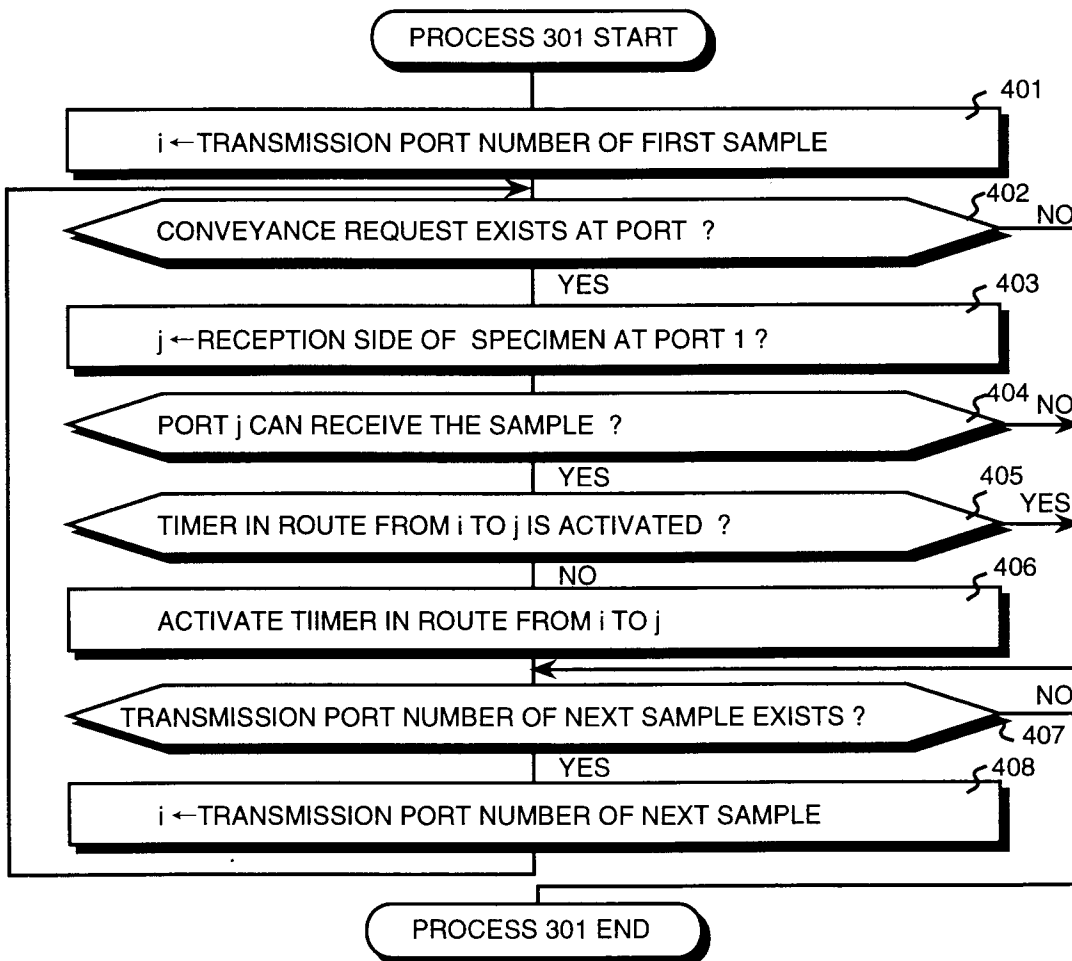 PROCESS 301 START
401
i ← TRANSMISSION PORT NUMBER OF FIRST SAMPLE
402
CONVEYANCE REQUEST EXISTS AT PORT ?
NO
YES
403
j ← RECEPTION SIDE OF SPECIMEN AT PORT 1 ?
404
PORT j CAN RECEIVE THE SAMPLE ?
NO
YES
405
TIMER IN ROUTE FROM i TO j IS ACTIVATED ?
YES
NO
406
ACTIVATE TIIMER IN ROUTE FROM i TO j
TRANSMISSION PORT NUMBER OF NEXT SAMPLE EXISTS ?
NO
407
YES
408
i ← TRANSMISSION PORT NUMBER OF NEXT SAMPLE
PROCESS 301 END